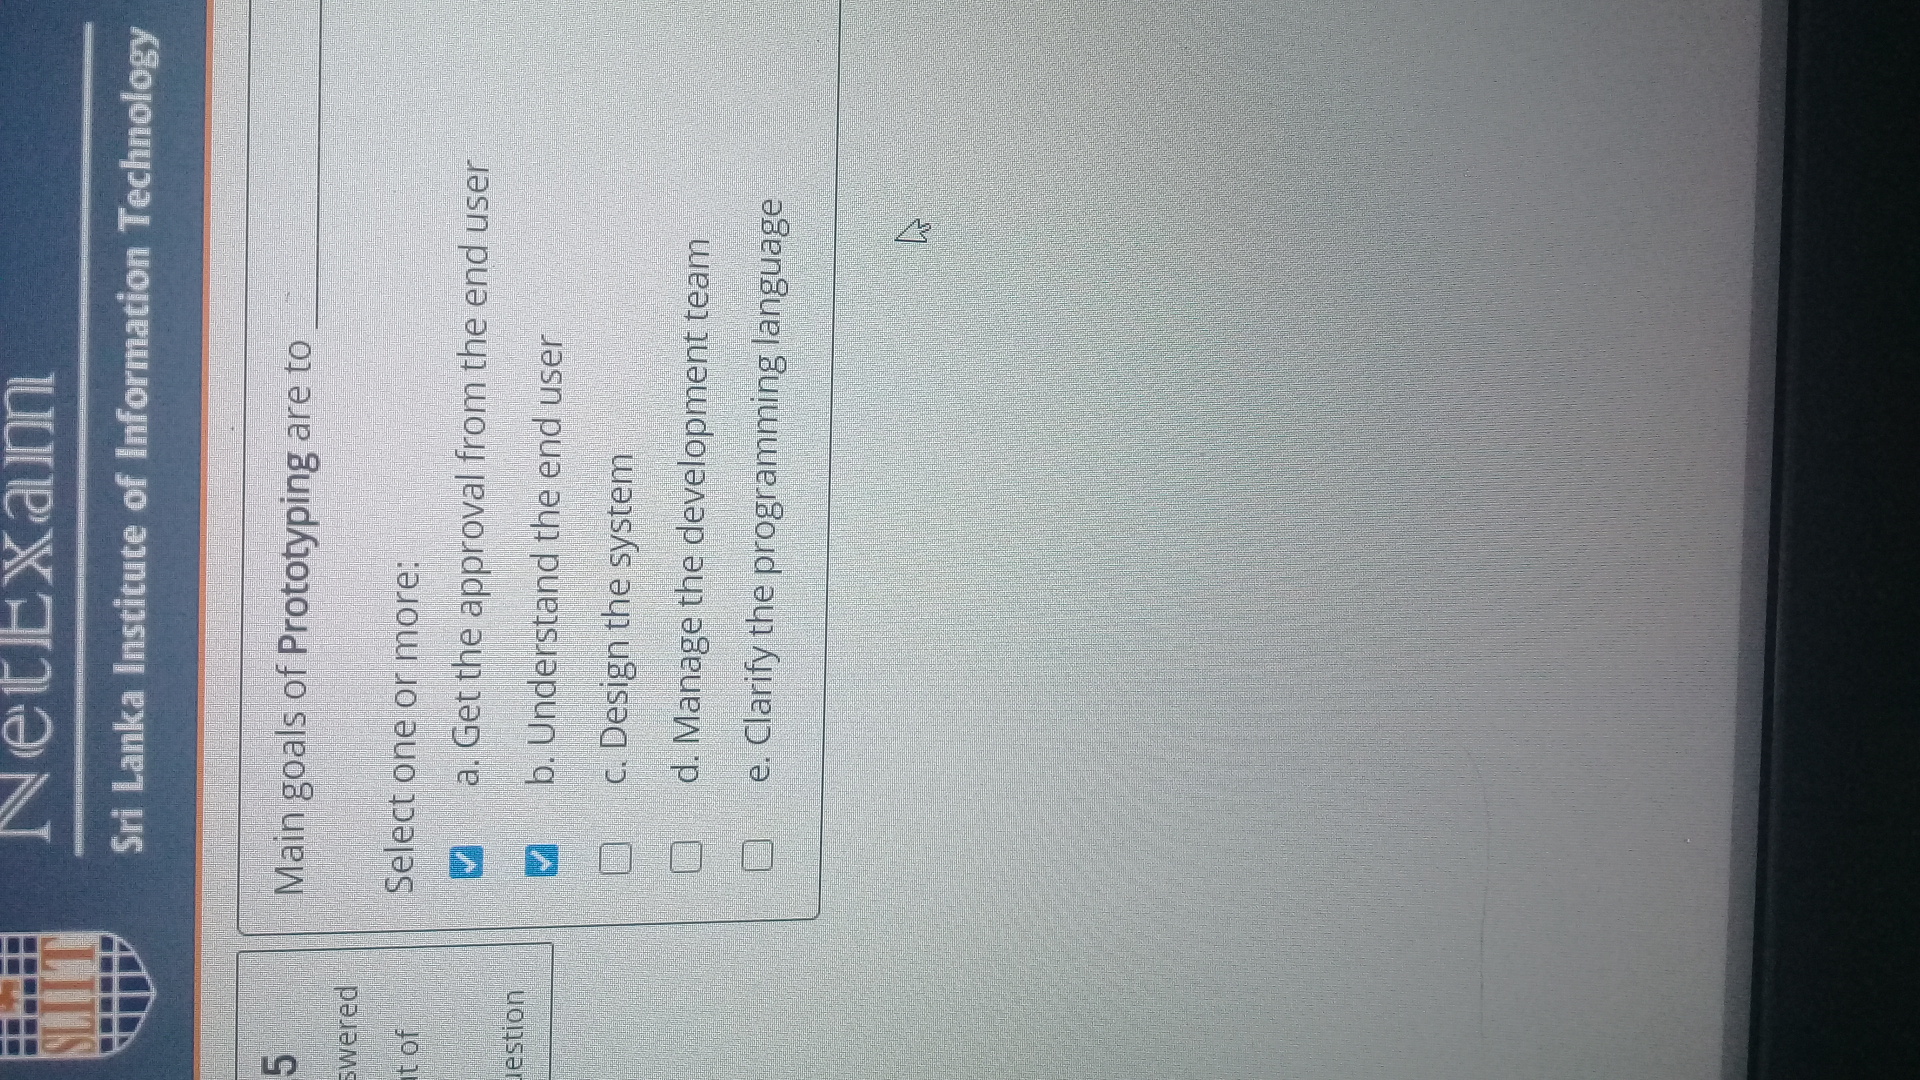 NetExam
SLIIT
Sri Lanka Institute of Information Technology
5
swered
t of
uestion
Main goals of Prototyping are to
Select one or more:
a. Get the approval from the end user
b. Understand the end user
c. Design the system
d. Manage the development team
e. Clarify the programming language